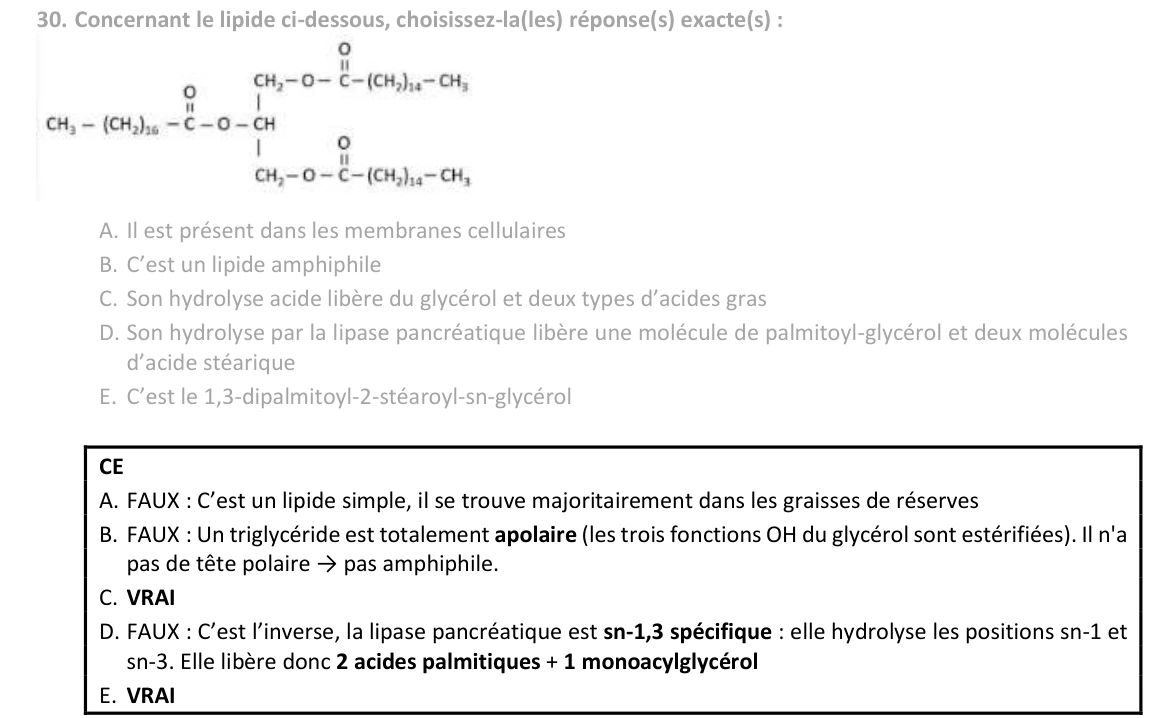 30. Concernant le lipide ci-dessous, choisissez-la(les) réponse(s) exacte(s) :
O
CH₂ – O – C – (CH₂)₁₄ – CH₃
O
CH₃ – (CH₂)₁₆ – C – O – CH
O
CH₂ – O – C – (CH₂)₁₄ – CH₃
A. Il est présent dans les membranes cellulaires
B. C’est un lipide amphiphile
C. Son hydrolyse acide libère du glycérol et deux types d’acides gras
D. Son hydrolyse par la lipase pancréatique libère une molécule de palmitoyl-glycérol et deux molécules
d’acide stéarique
E. C’est le 1,3-dipalmitoyl-2-stéaroyl-sn-glycérol
CE
A. FAUX : C’est un lipide simple, il se trouve majoritairement dans les graisses de réserves
B. FAUX : Un triglycéride est totalement apolaire (les trois fonctions OH du glycérol sont estérifiées). Il n'a
pas de tête polaire → pas amphiphile.
C. VRAI
D. FAUX : C’est l’inverse, la lipase pancréatique est sn-1,3 spécifique : elle hydrolyse les positions sn-1 et
sn-3. Elle libère donc 2 acides palmitiques + 1 monoacylglycérol
E. VRAI